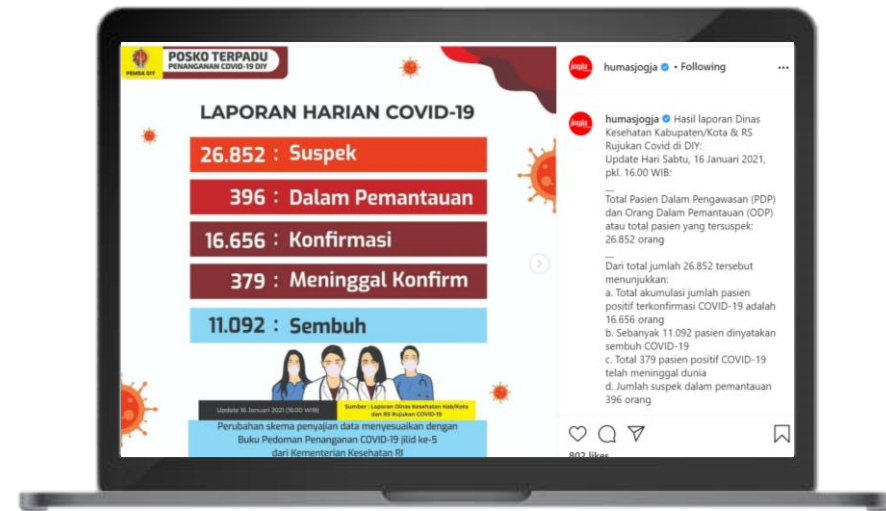 PEMDA DIY
POSKO TERPADU
PENANGANAN COVID-19 DIY
LAPORAN HARIAN COVID-19
26.852 : Suspek
396 : Dalam Pemantauan
16.656 : Konfirmasi
379 : Meninggal Konfirm
11.092 : Sembuh
Update 16 Januari 2021 (16.00 WIB)
Sumber : Laporan Dinas Kesehatan Kab/Kota
dan RS Rujukan COVID-19
Perubahan skema penyajian data menyesuaikan dengan
Buku Pedoman Penanganan COVID-19 jilid ke-5
dari Kementerian Kesehatan RI
jogja
humasjogja • Following
jogja
humasjogja Hasil laporan Dinas
Kesehatan Kabupaten/Kota & RS
Rujukan Covid di DIY:
Update Hari Sabtu, 16 Januari 2021,
pkl. 16.00 WIB:
__
Total Pasien Dalam Pengawasan (PDP)
dan Orang Dalam Pemantauan (ODP)
atau total pasien yang tersuspek:
26.852 orang
__
Dari total jumlah 26.852 tersebut
menunjukkan:
a. Total akumulasi jumlah pasien
positif terkonfirmasi COVID-19 adalah
16.656 orang
b. Sebanyak 11.092 pasien dinyatakan
sembuh COVID-19
c. Total 379 pasien positif COVID-19
telah meninggal dunia
d. Jumlah suspek dalam pemantauan
396 orang
802 likes